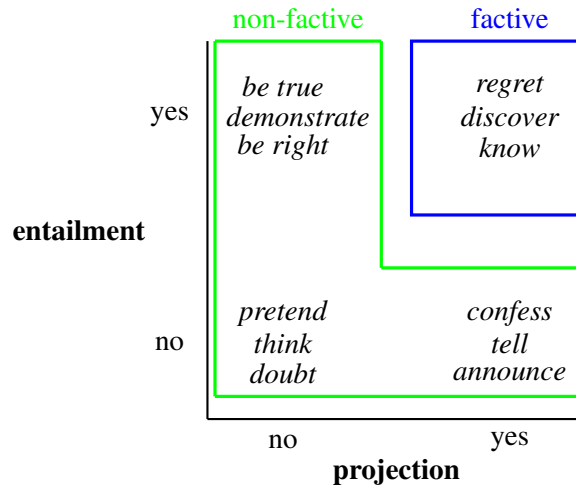 non-factive factive
yes
be true
demonstrate
be right
regret
discover
know
entailment
no
pretend
think
doubt
confess
tell
announce
no yes
projection